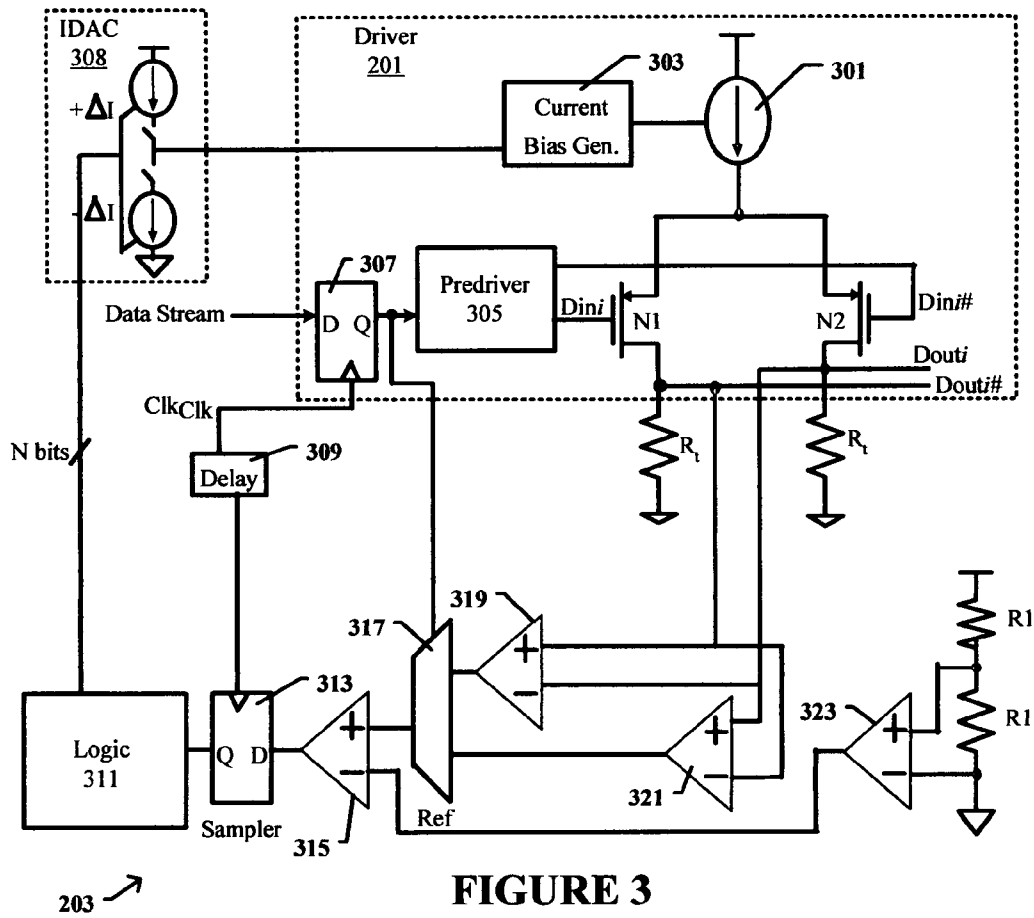 IDAC
308
+ΔI
-ΔI
Driver
201
303
Current
Bias Gen.
301
307
D Q
Data Stream
Predriver
305
Dini
N1
N2
Dini#
Douti
Douti#
ClkClk
309
Delay
N bits
Rt
Rt
319
+
-
317
R1
R1
323
+
-
Logic
311
313
Q D
Sampler
+
-
315
Ref
+
-
321
203
FIGURE 3